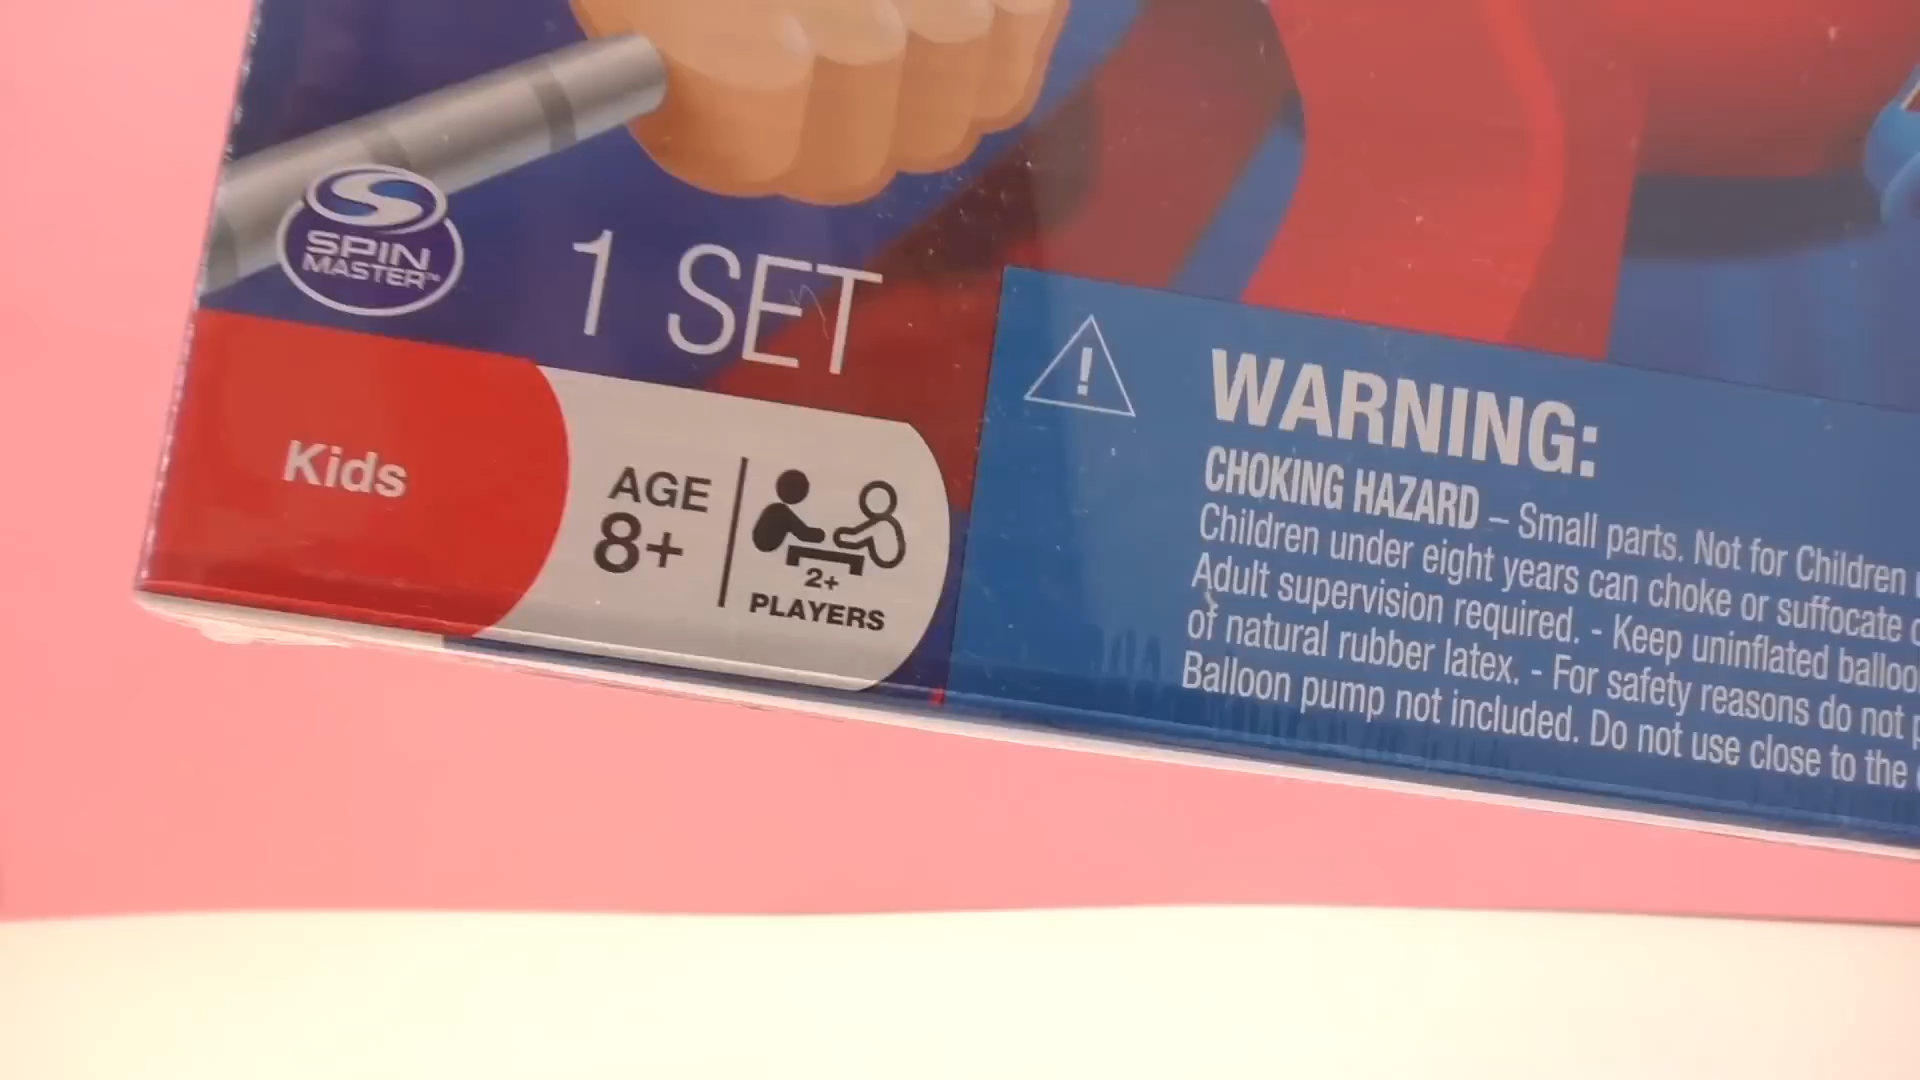 SPIN
MASTER™
1 SET
Kids
AGE
8+
2+
PLAYERS
WARNING:
CHOKING HAZARD – Small parts. Not for Children
Children under eight years can choke or suffocate
Adult supervision required. - Keep uninflated
of natural rubber latex. - For safety reasons do not
Balloon pump not included. Do not use close to the